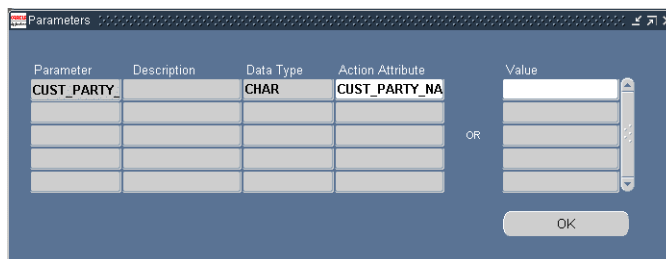 Parameters
Parameter Description Data Type Action Attribute Value
CUST_PARTY_ CHAR CUST_PARTY_NA
OR
OK